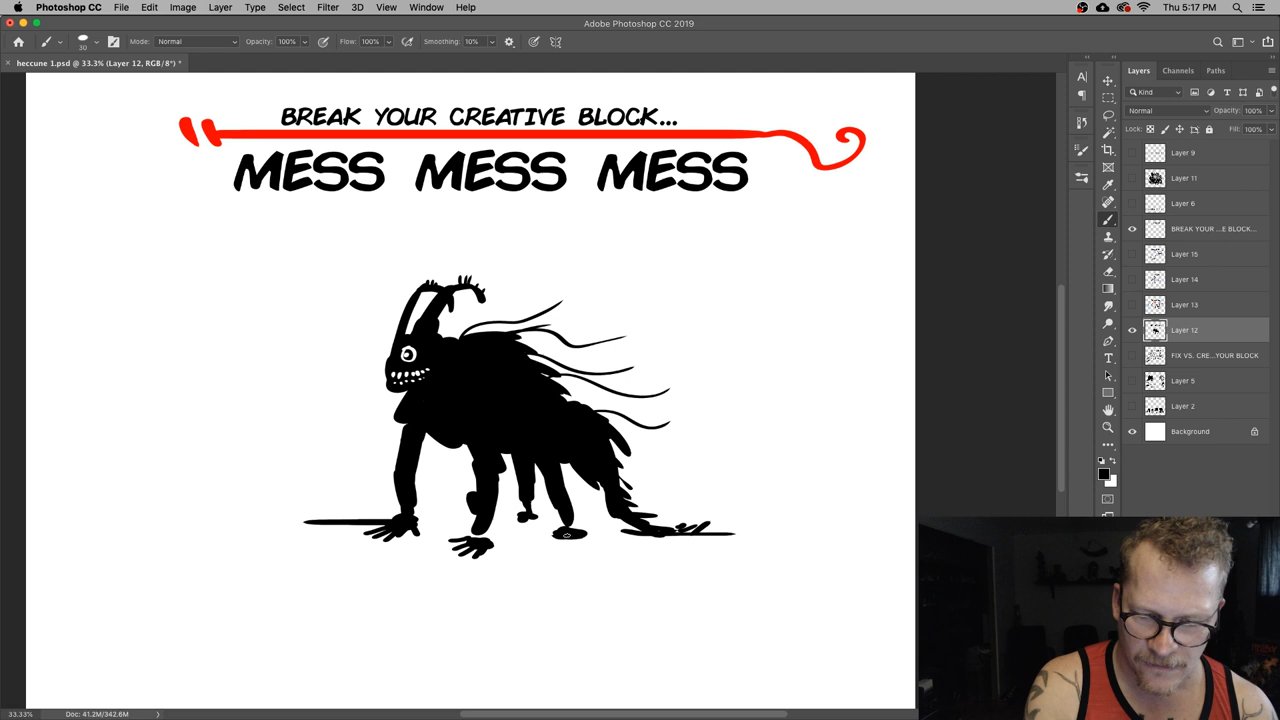 Photoshop CC File Edit Image Layer Type Select Filter 3D View Window Help Thu 5:17 PM
Adobe Photoshop CC 2019
30 Mode: Normal Opacity: 100% Flow: 100% Smoothing: 10%
heccune 1.psd @ 33.3% (Layer 12, RGB/8*) *
Layers Channels Paths
Kind
Normal Opacity: 100%
Lock: Fill: 100%
BREAK YOUR CREATIVE BLOCK...
MESS MESS MESS
Layer 9
Layer 11
Layer 6
BREAK YOUR ...E BLOCK...
Layer 15
Layer 14
Layer 13
Layer 12
FIX VS. CRE...YOUR BLOCK
Layer 5
Layer 2
Background
33.33% Doc: 41.2M/342.6M